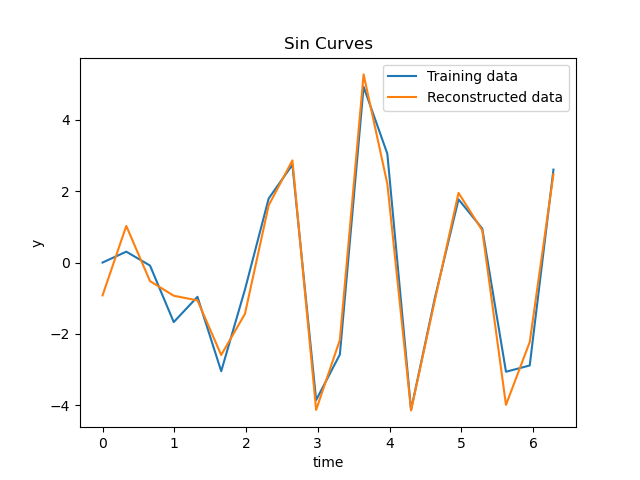 Sin Curves
Training data
Reconstructed data
y
4
2
0
−2
−4
0 1 2 3 4 5 6
time